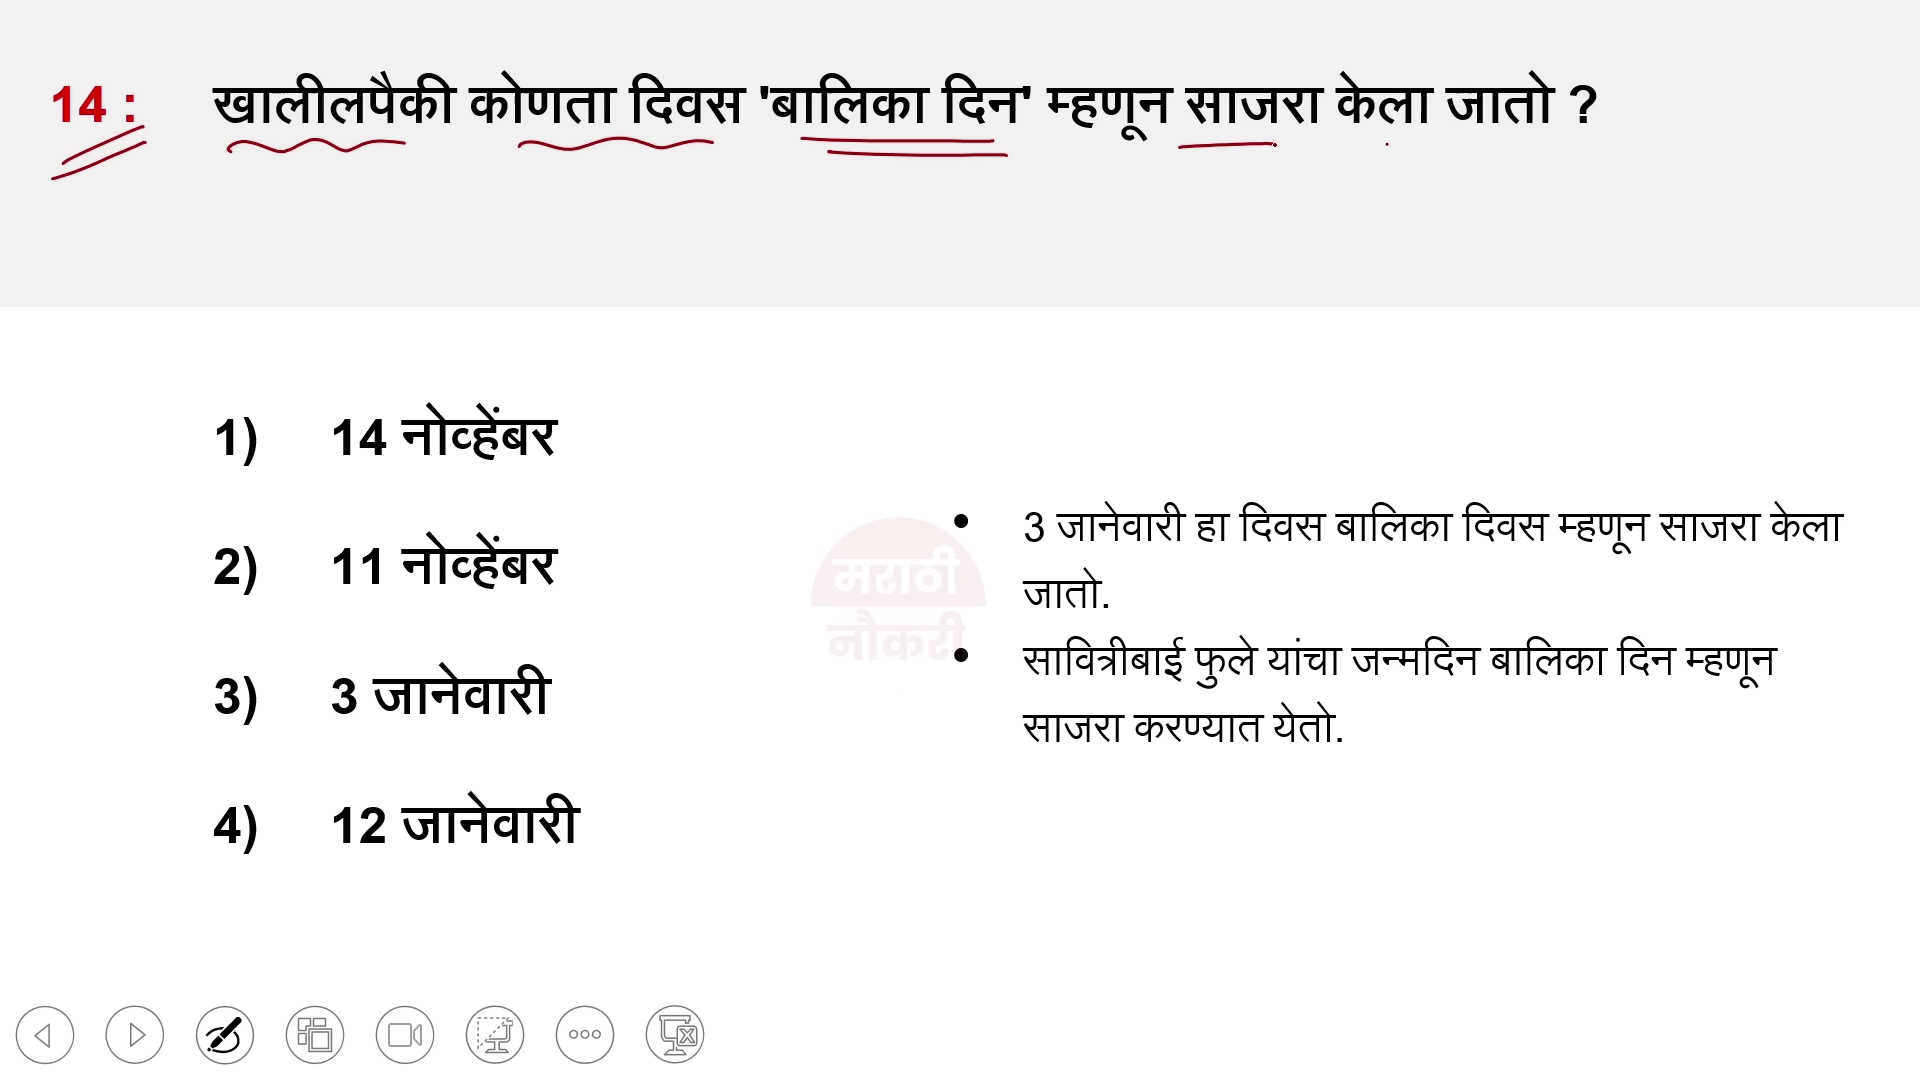 14 : खालीलपैकी कोणता दिवस 'बालिका दिन' म्हणून साजरा केला जातो ?
1) 14 नोव्हेंबर
2) 11 नोव्हेंबर
3) 3 जानेवारी
4) 12 जानेवारी
• 3 जानेवारी हा दिवस बालिका दिवस म्हणून साजरा केला
जातो.
• सावित्रीबाई फुले यांचा जन्मदिन बालिका दिन म्हणून
साजरा करण्यात येतो.
मराठी
नौकरी